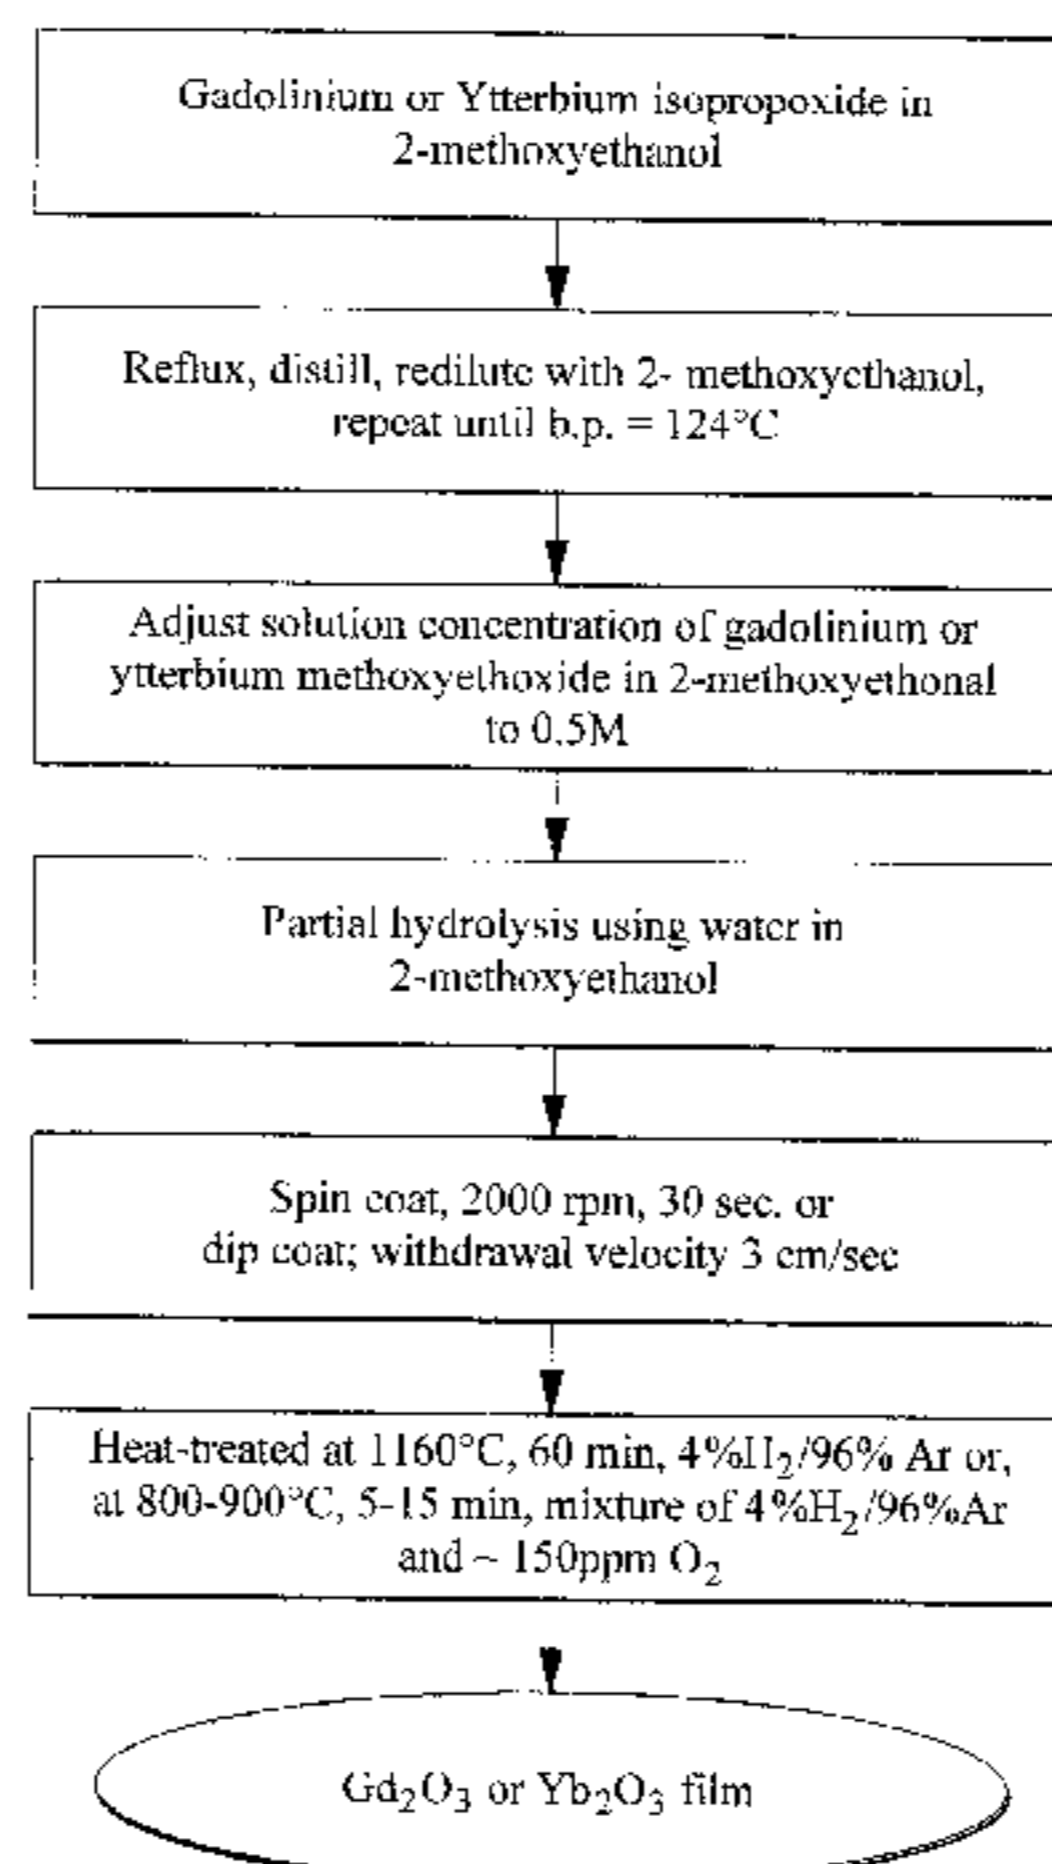 Gadolinium or Ytterbium isopropoxide in
2-methoxyethanol
Reflux, distill, redilute with 2- methoxyethanol,
repeat until b.p. = 124°C
Adjust solution concentration of gadolinium or
ytterbium methoxyethoxide in 2-methoxyethonal
to 0.5M
Partial hydrolysis using water in
2-methoxyethanol
Spin coat, 2000 rpm, 30 sec. or
dip coat; withdrawal velocity 3 cm/sec
Heat-treated at 1160°C, 60 min, 4%H₂/96% Ar or,
at 800-900°C, 5-15 min, mixture of 4%H₂/96%Ar
and ~ 150ppm O₂
Gd₂O₃ or Yb₂O₃ film